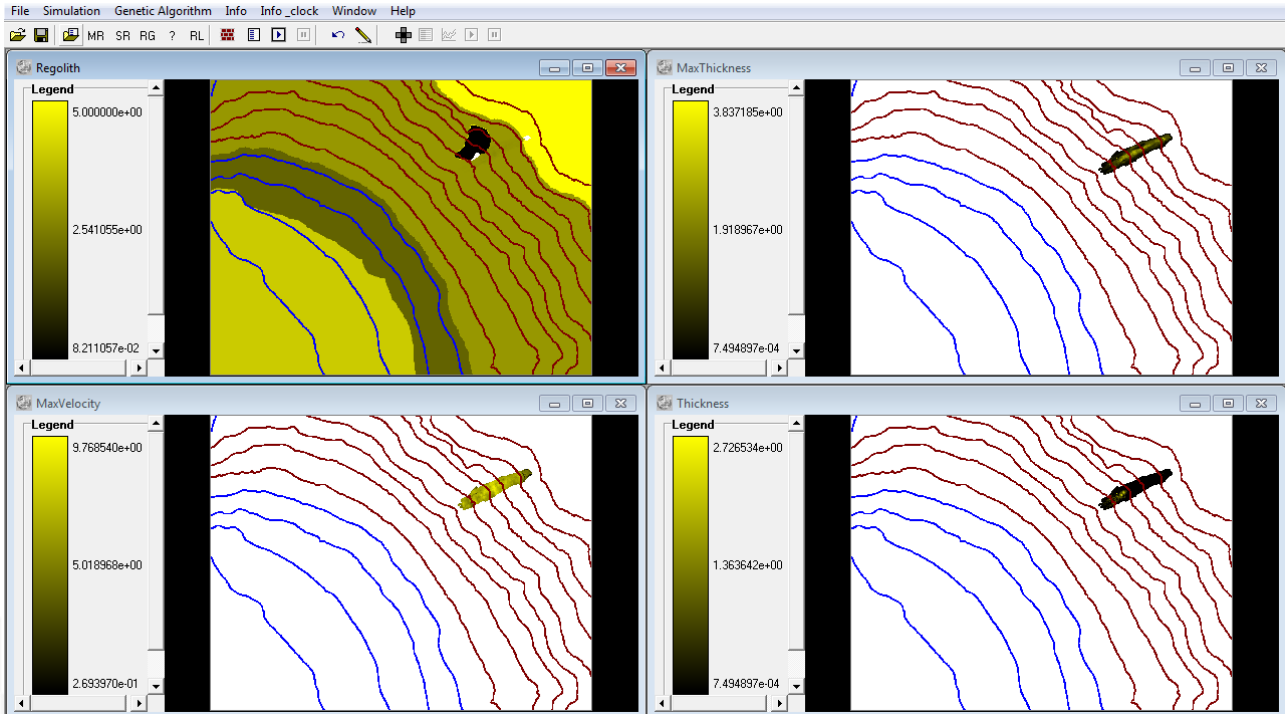 File Simulation Genetic Algorithm Info Info_clock Window Help
MR SR RG ? RL
Regolith
Legend
5.000000e+00
2.541055e+00
8.211057e-02
MaxThickness
Legend
3.837185e+00
1.918967e+00
7.494897e-04
MaxVelocity
Legend
9.768540e+00
5.018968e+00
2.693970e-01
Thickness
Legend
2.726534e+00
1.363642e+00
7.494897e-04